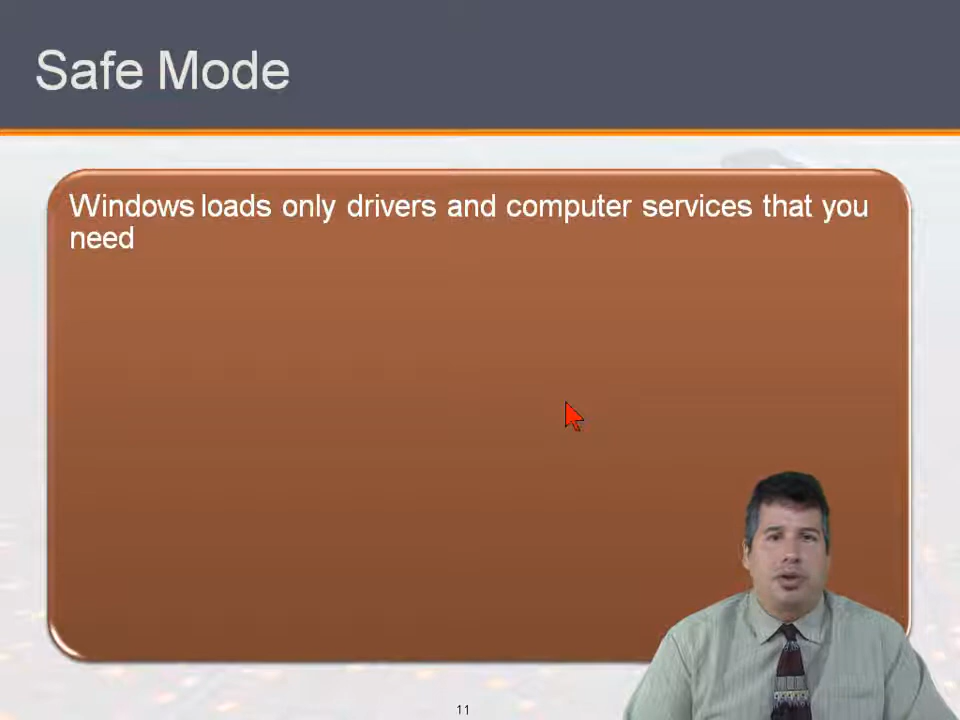 Safe Mode
Windows loads only drivers and computer services that you
need
11